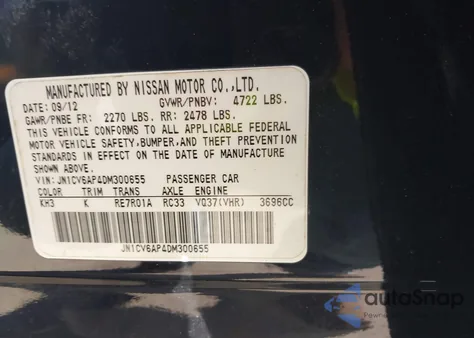 MANUFACTURED BY NISSAN MOTOR CO.,LTD.
DATE: 09/12 GVWR/PNBV: 4722 LBS.
GAWR/PNBE FR: 2270 LBS. RR: 2478 LBS.
THIS VEHICLE CONFORMS TO ALL APPLICABLE FEDERAL
MOTOR VEHICLE SAFETY,BUMPER,AND THEFT PREVENTION
STANDARDS IN EFFECT ON THE DATE OF MANUFACTURE
SHOWN ABOVE.
VIN: JN1CV6AP4DM300655 PASSENGER CAR
COLOR TRIM TRANS AXLE ENGINE
KH3 K RE7R01A RC33 VQ37(VHR) 3696CC
JN1CV6AP4DM300655
autoSnap